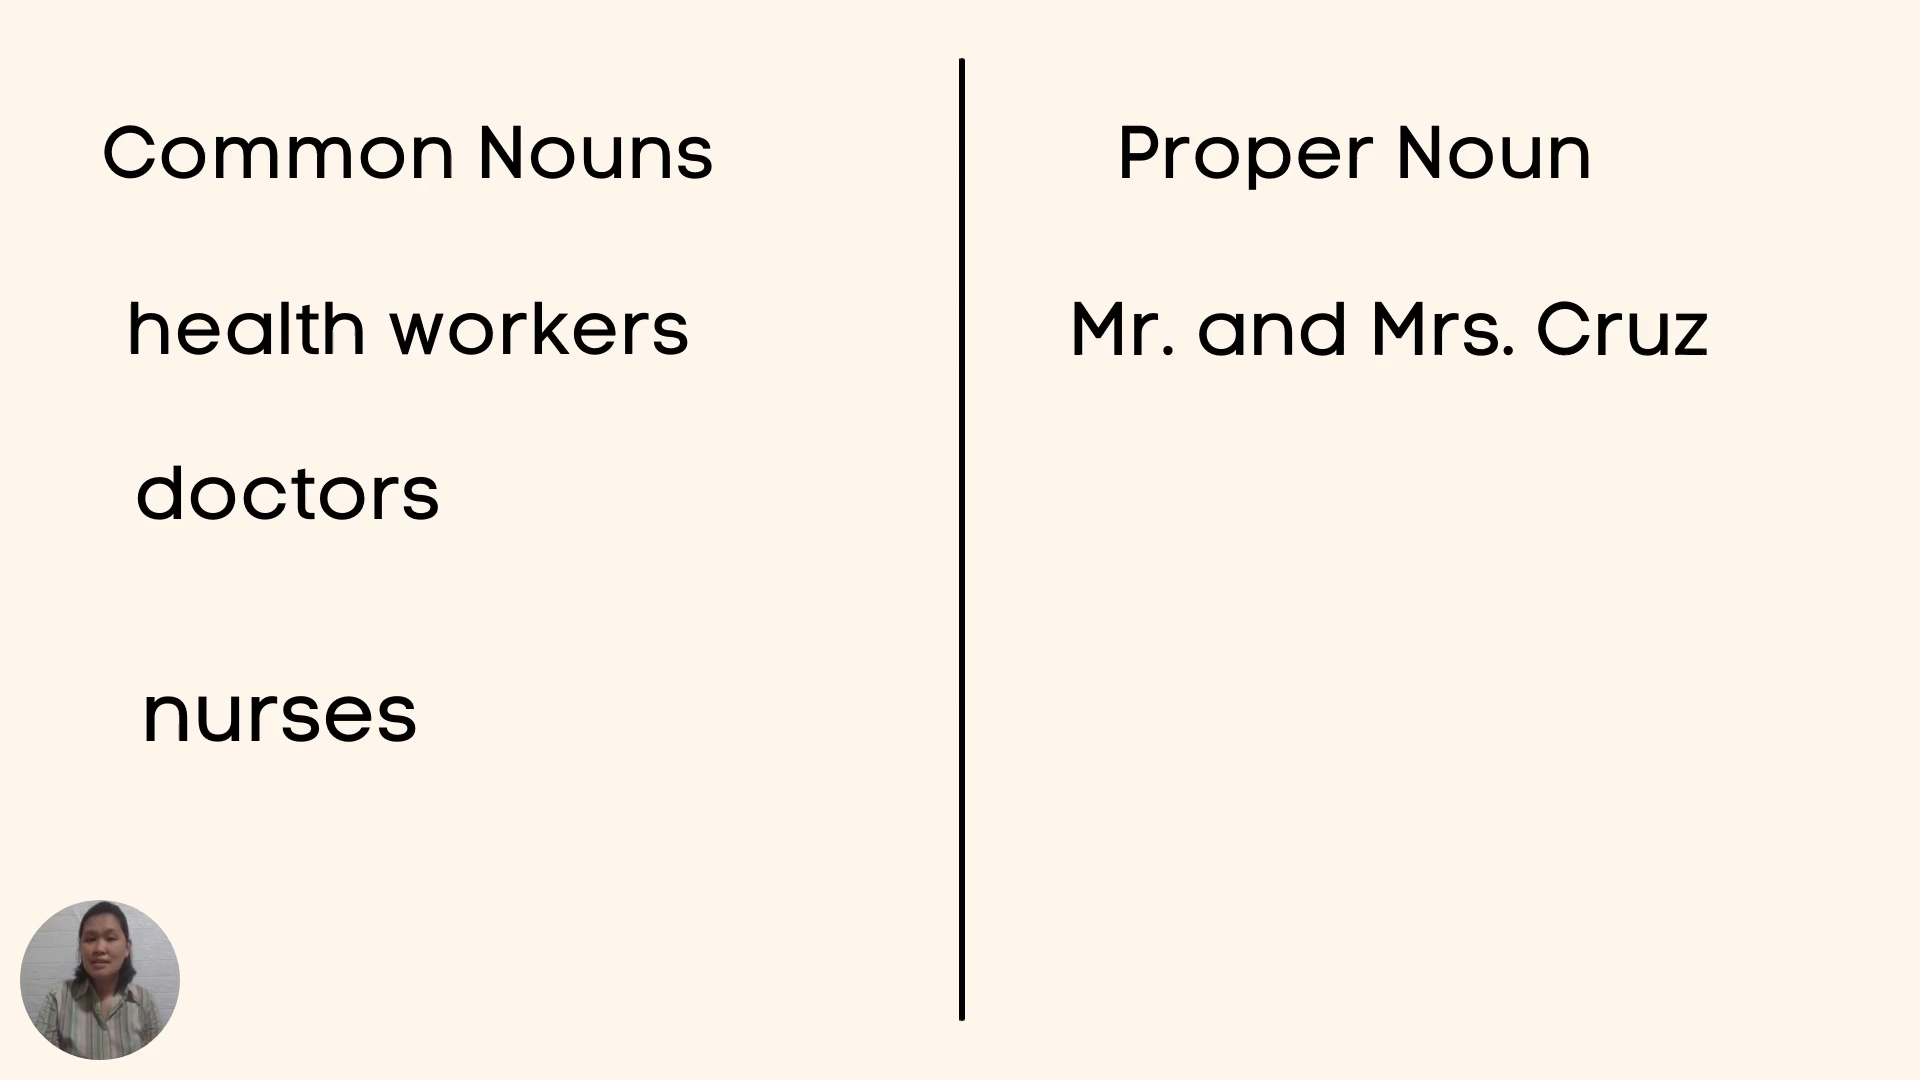 Common Nouns
health workers
doctors
nurses
Proper Noun
Mr. and Mrs. Cruz